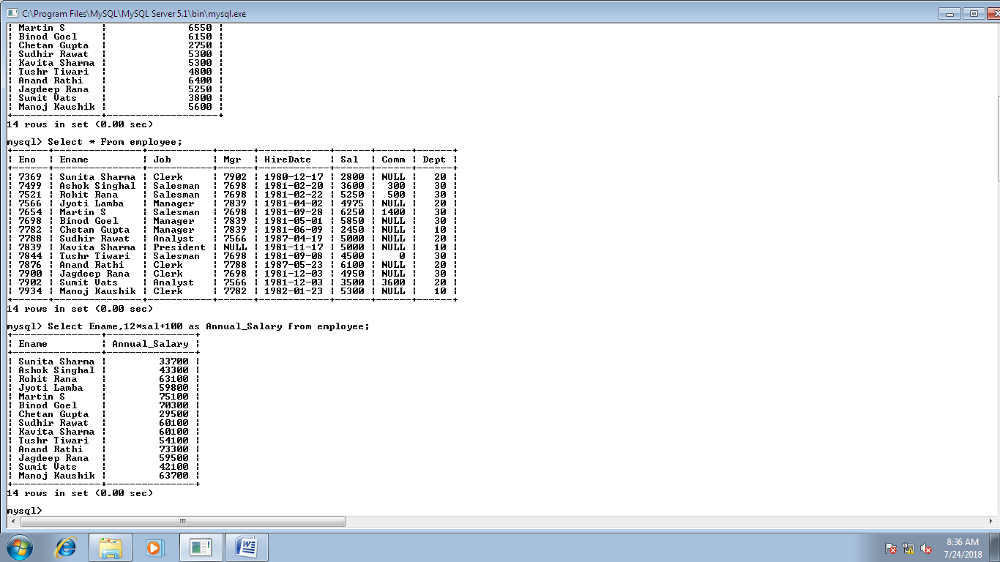 C:\Program Files\MySQL\MySQL Server 5.1\bin\mysql.exe
| Martin S      |              6550 |
| Binod Goel    |              6150 |
| Chetan Gupta  |              2750 |
| Sudhir Rawat  |              5300 |
| Kavita Sharma |              5300 |
| Tushr Tiwari  |              4800 |
| Anand Rathi   |              6400 |
| Jagdeep Rana  |              5250 |
| Sumit Vats    |              3800 |
| Manoj Kaushik |              5600 |
+---------------+-------------------+
14 rows in set (0.00 sec)
mysql> Select * From employee;
+------+---------------+-----------+------+------------+------+------+------+
| Eno  | Ename         | Job       | Mgr  | HireDate   | Sal  | Comm | Dept |
+------+---------------+-----------+------+------------+------+------+------+
| 7369 | Sunita Sharma | Clerk     | 7902 | 1980-12-17 | 2800 | NULL |   20 |
| 7499 | Ashok Singhal | Salesman  | 7698 | 1981-02-20 | 3600 |  300 |   30 |
| 7521 | Rohit Rana    | Salesman  | 7698 | 1981-02-22 | 5250 |  500 |   30 |
| 7566 | Jyoti Lamba   | Manager   | 7839 | 1981-04-02 | 4975 | NULL |   20 |
| 7654 | Martin S      | Salesman  | 7698 | 1981-09-28 | 6250 | 1400 |   30 |
| 7698 | Binod Goel    | Manager   | 7839 | 1981-05-01 | 5850 | NULL |   30 |
| 7782 | Chetan Gupta  | Manager   | 7839 | 1981-06-09 | 2450 | NULL |   10 |
| 7788 | Sudhir Rawat  | Analyst   | 7566 | 1987-04-19 | 5000 | NULL |   20 |
| 7839 | Kavita Sharma | President | NULL | 1981-11-17 | 5000 | NULL |   10 |
| 7844 | Tushr Tiwari  | Salesman  | 7698 | 1981-09-08 | 4500 |    0 |   30 |
| 7876 | Anand Rathi   | Clerk     | 7788 | 1987-05-23 | 6100 | NULL |   20 |
| 7900 | Jagdeep Rana  | Clerk     | 7698 | 1981-12-03 | 4950 | NULL |   30 |
| 7902 | Sumit Vats    | Analyst   | 7566 | 1981-12-03 | 3500 | 3600 |   20 |
| 7934 | Manoj Kaushik | Clerk     | 7782 | 1982-01-23 | 5300 | NULL |   10 |
+------+---------------+-----------+------+------------+------+------+------+
14 rows in set (0.00 sec)
mysql> Select Ename,12*sal+100 as Annual_Salary from employee;
+---------------+---------------+
| Ename         | Annual_Salary |
+---------------+---------------+
| Sunita Sharma |         33700 |
| Ashok Singhal |         43300 |
| Rohit Rana    |         63100 |
| Jyoti Lamba   |         59800 |
| Martin S      |         75100 |
| Binod Goel    |         70300 |
| Chetan Gupta  |         29500 |
| Sudhir Rawat  |         60100 |
| Kavita Sharma |         60100 |
| Tushr Tiwari  |         54100 |
| Anand Rathi   |         73300 |
| Jagdeep Rana  |         59500 |
| Sumit Vats    |         42100 |
| Manoj Kaushik |         63700 |
+---------------+---------------+
14 rows in set (0.00 sec)
mysql>
8:36 AM
7/24/2018